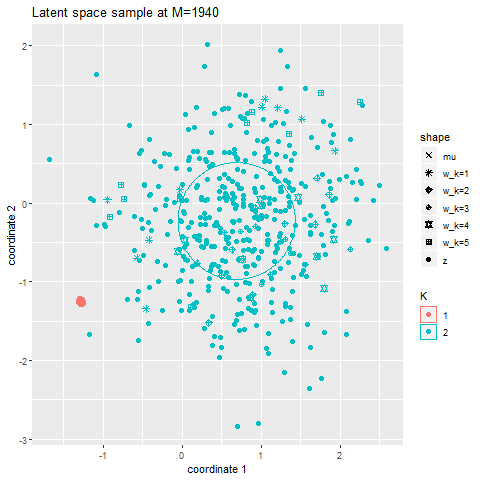 Latent space sample at M=1940
2
1
0
-1
-2
-3
coordinate 2
-1
0
1
2
coordinate 1
shape
mu
w_k=1
w_k=2
w_k=3
w_k=4
w_k=5
z
K
1
2